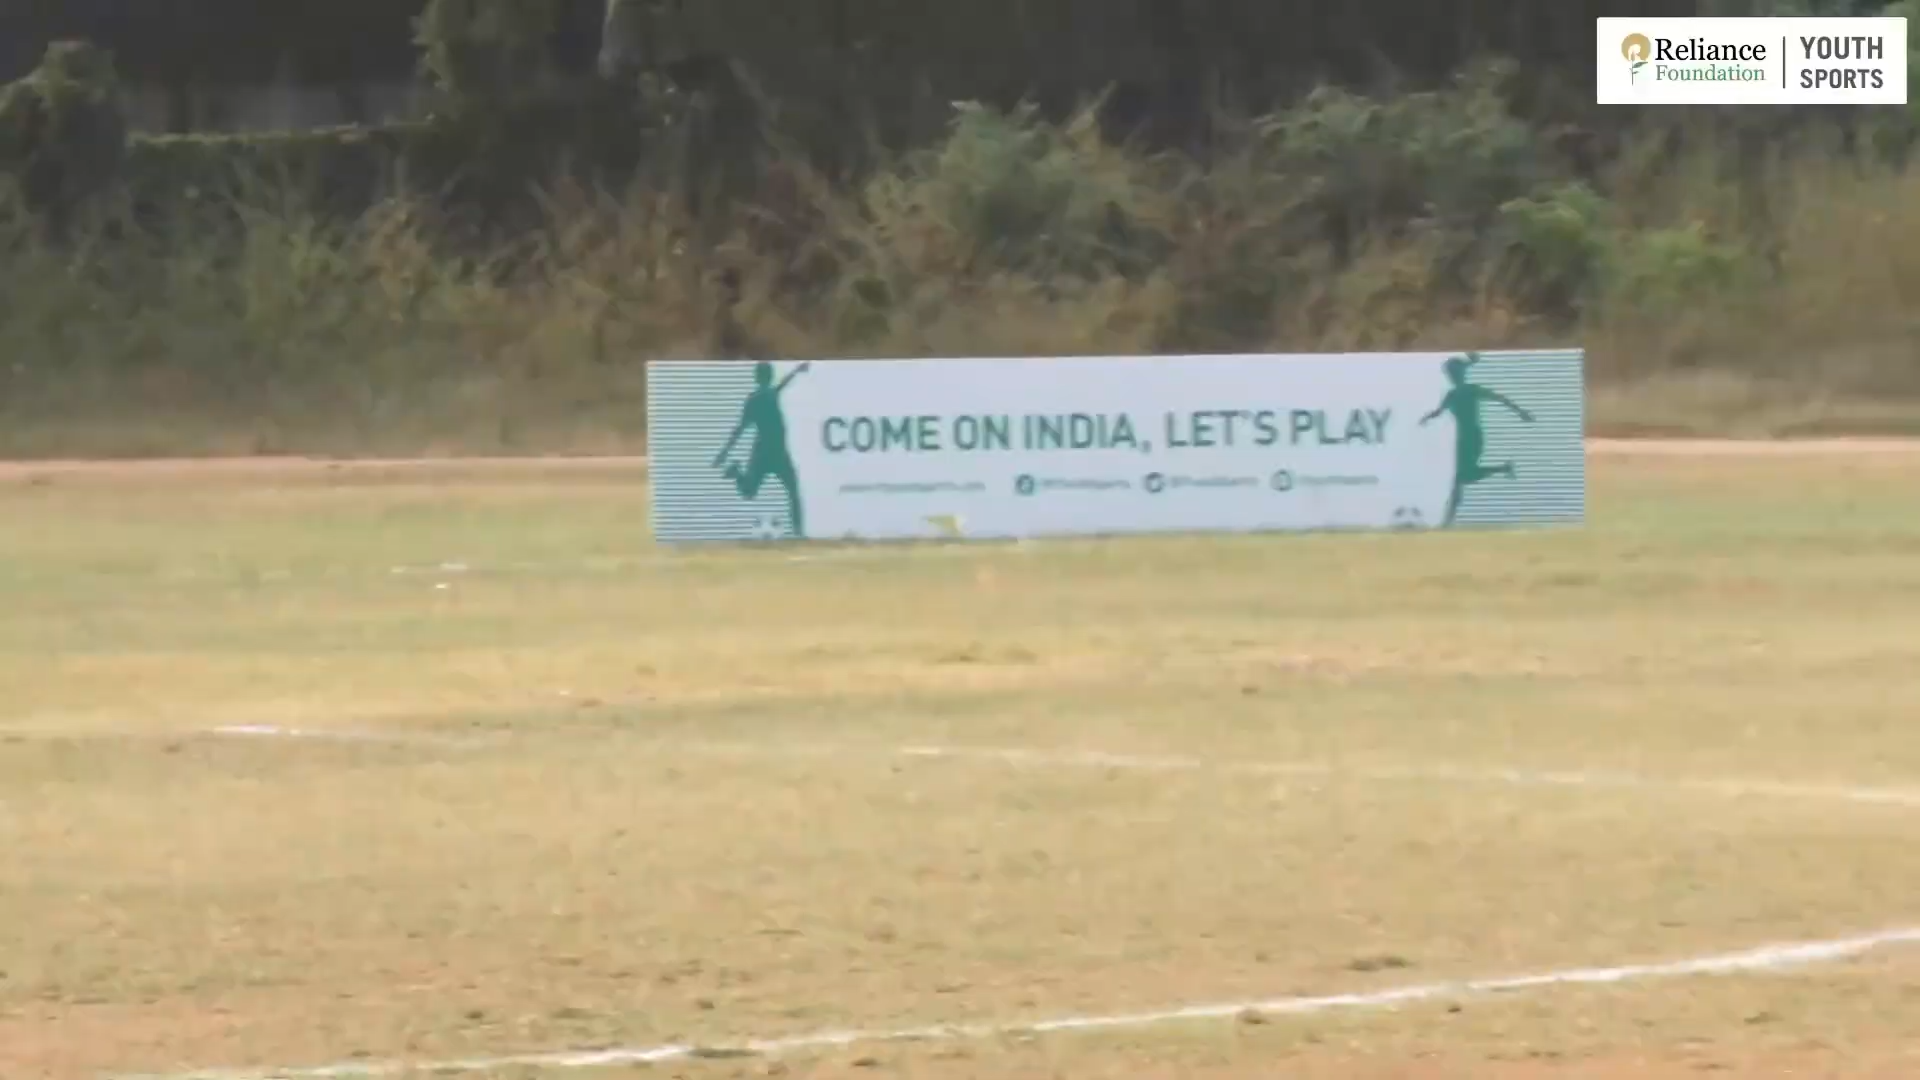 Reliance
Foundation
YOUTH
SPORTS
COME ON INDIA, LET'S PLAY